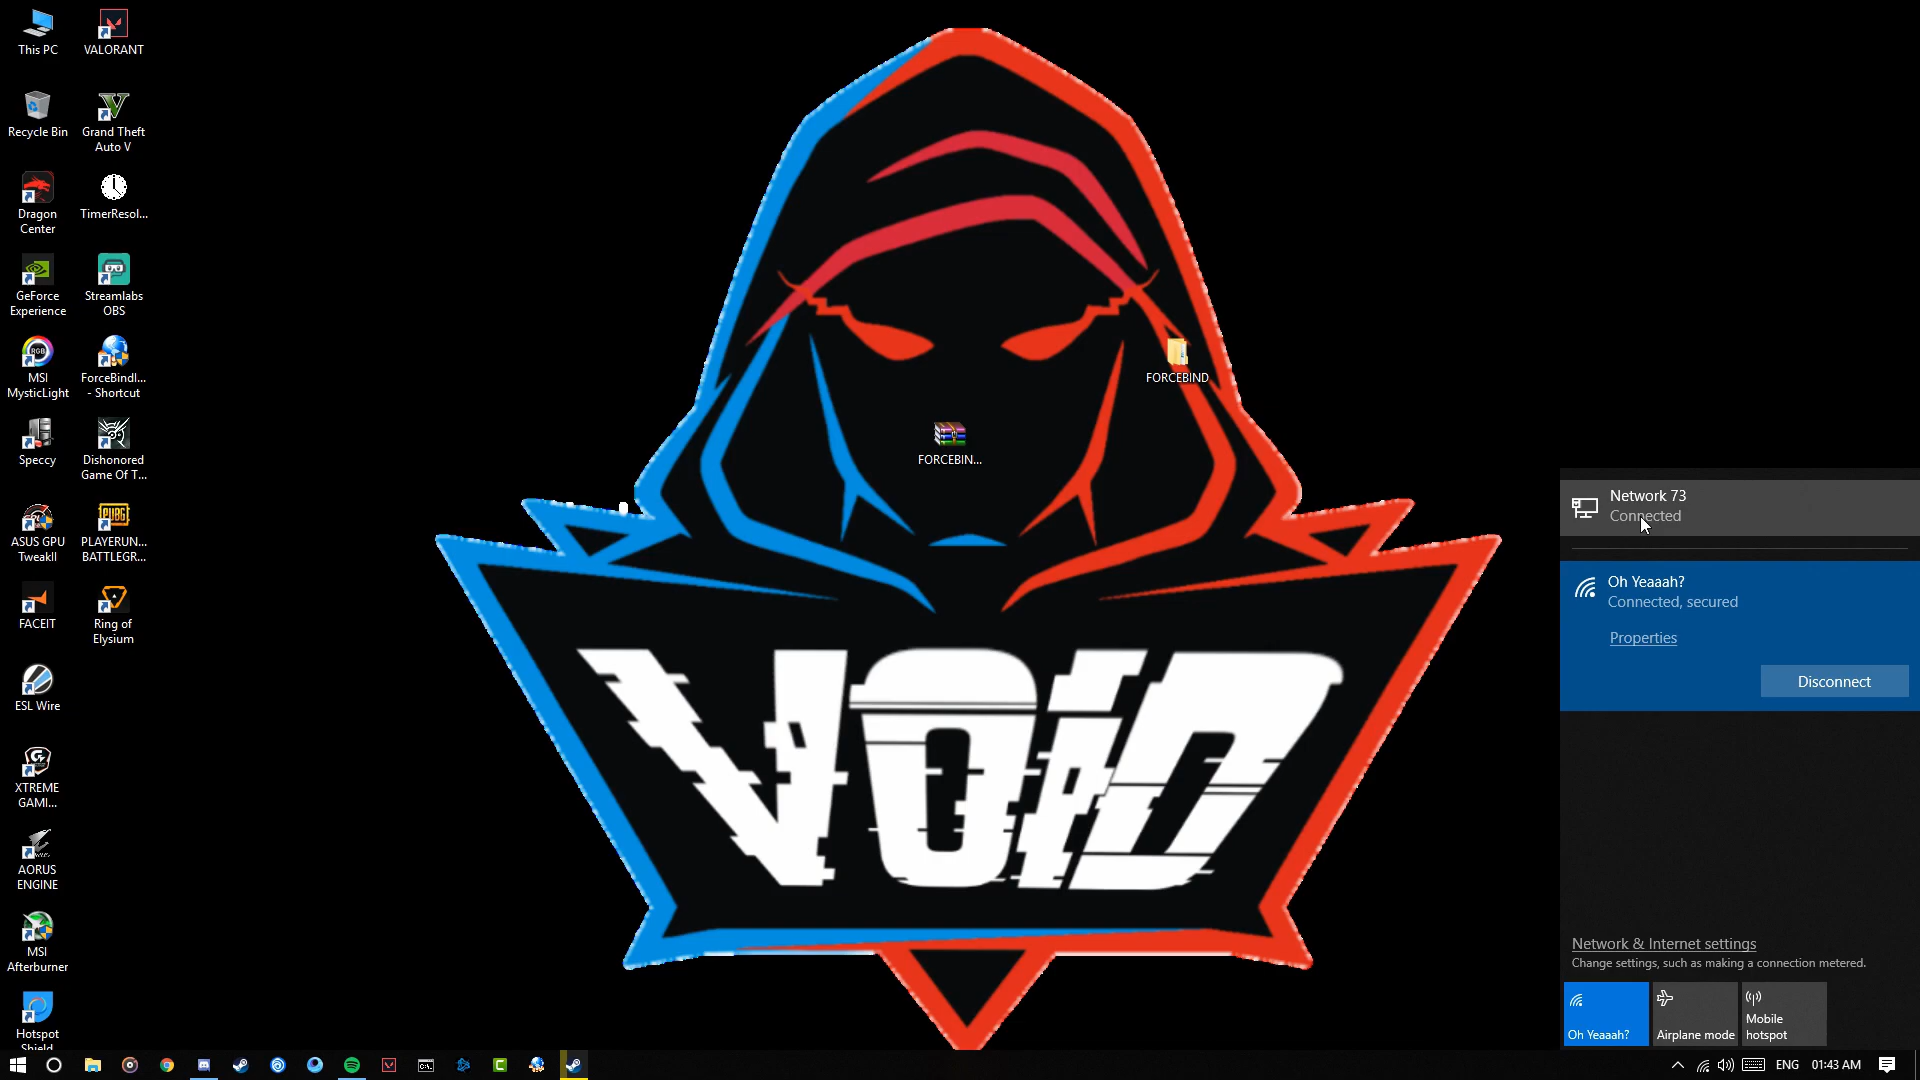 This PC
VALORANT
Recycle Bin
Grand Theft
Auto V
Dragon
Center
TimerResol...
GeForce
Experience
Streamlabs
OBS
MSI
MysticLight
ForceBindI...
- Shortcut
Speccy
Dishonored
Game Of T...
ASUS GPU
TweakII
PLAYERUN...
BATTLEGR...
FACEIT
Ring of
Elysium
ESL Wire
XTREME
GAMI...
AORUS
ENGINE
MSI
Afterburner
Hotspot
Shield
FORCEBIND
FORCEBIN...
VOID
Network 73
Connected
Oh Yeaaah?
Connected, secured
Properties
Disconnect
Network & Internet settings
Change settings, such as making a connection metered.
Oh Yeaaah?
Airplane mode
Mobile
hotspot
ENG
01:43 AM